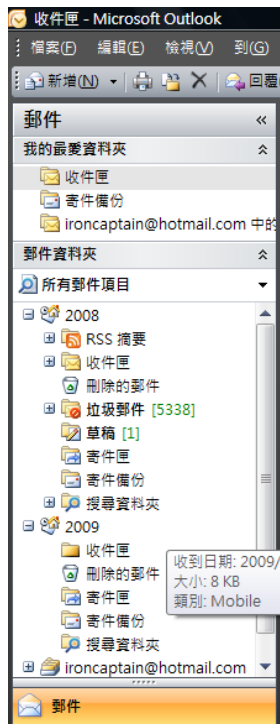 收件匣 - Microsoft Outlook
檔案(F) 編輯(E) 檢視(V) 到(G)
新增(N) 回覆
郵件
我的最愛資料夾
收件匣
寄件備份
ironcaptain@hotmail.com 中的
郵件資料夾
所有郵件項目
2008
RSS 摘要
收件匣
刪除的郵件
垃圾郵件 [5338]
草稿 [1]
寄件匣
寄件備份
搜尋資料夾
2009
收件匣
收到日期: 2009/
刪除的郵件
大小: 8 KB
寄件匣
類別: Mobile
寄件備份
搜尋資料夾
ironcaptain@hotmail.com
郵件